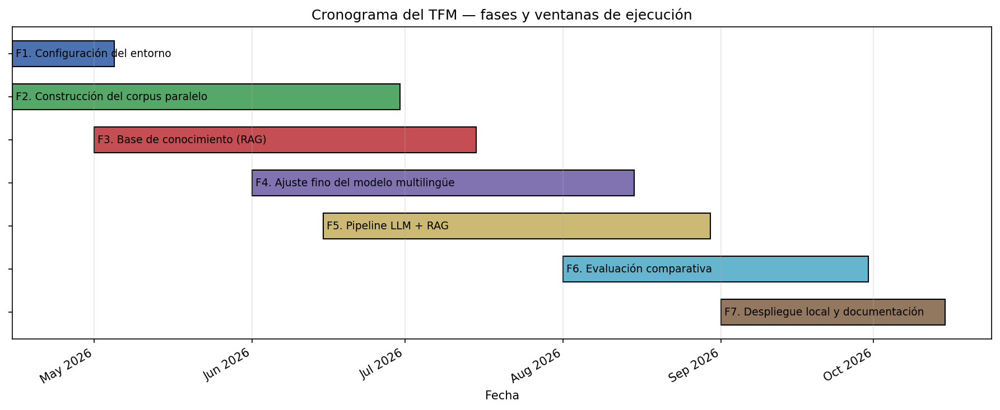 Cronograma del TFM — fases y ventanas de ejecución
F1. Configuración del entorno
F2. Construcción del corpus paralelo
F3. Base de conocimiento (RAG)
F4. Ajuste fino del modelo multilingüe
F5. Pipeline LLM + RAG
F6. Evaluación comparativa
F7. Despliegue local y documentación
May 2026
Jun 2026
Jul 2026
Aug 2026
Sep 2026
Oct 2026
Fecha